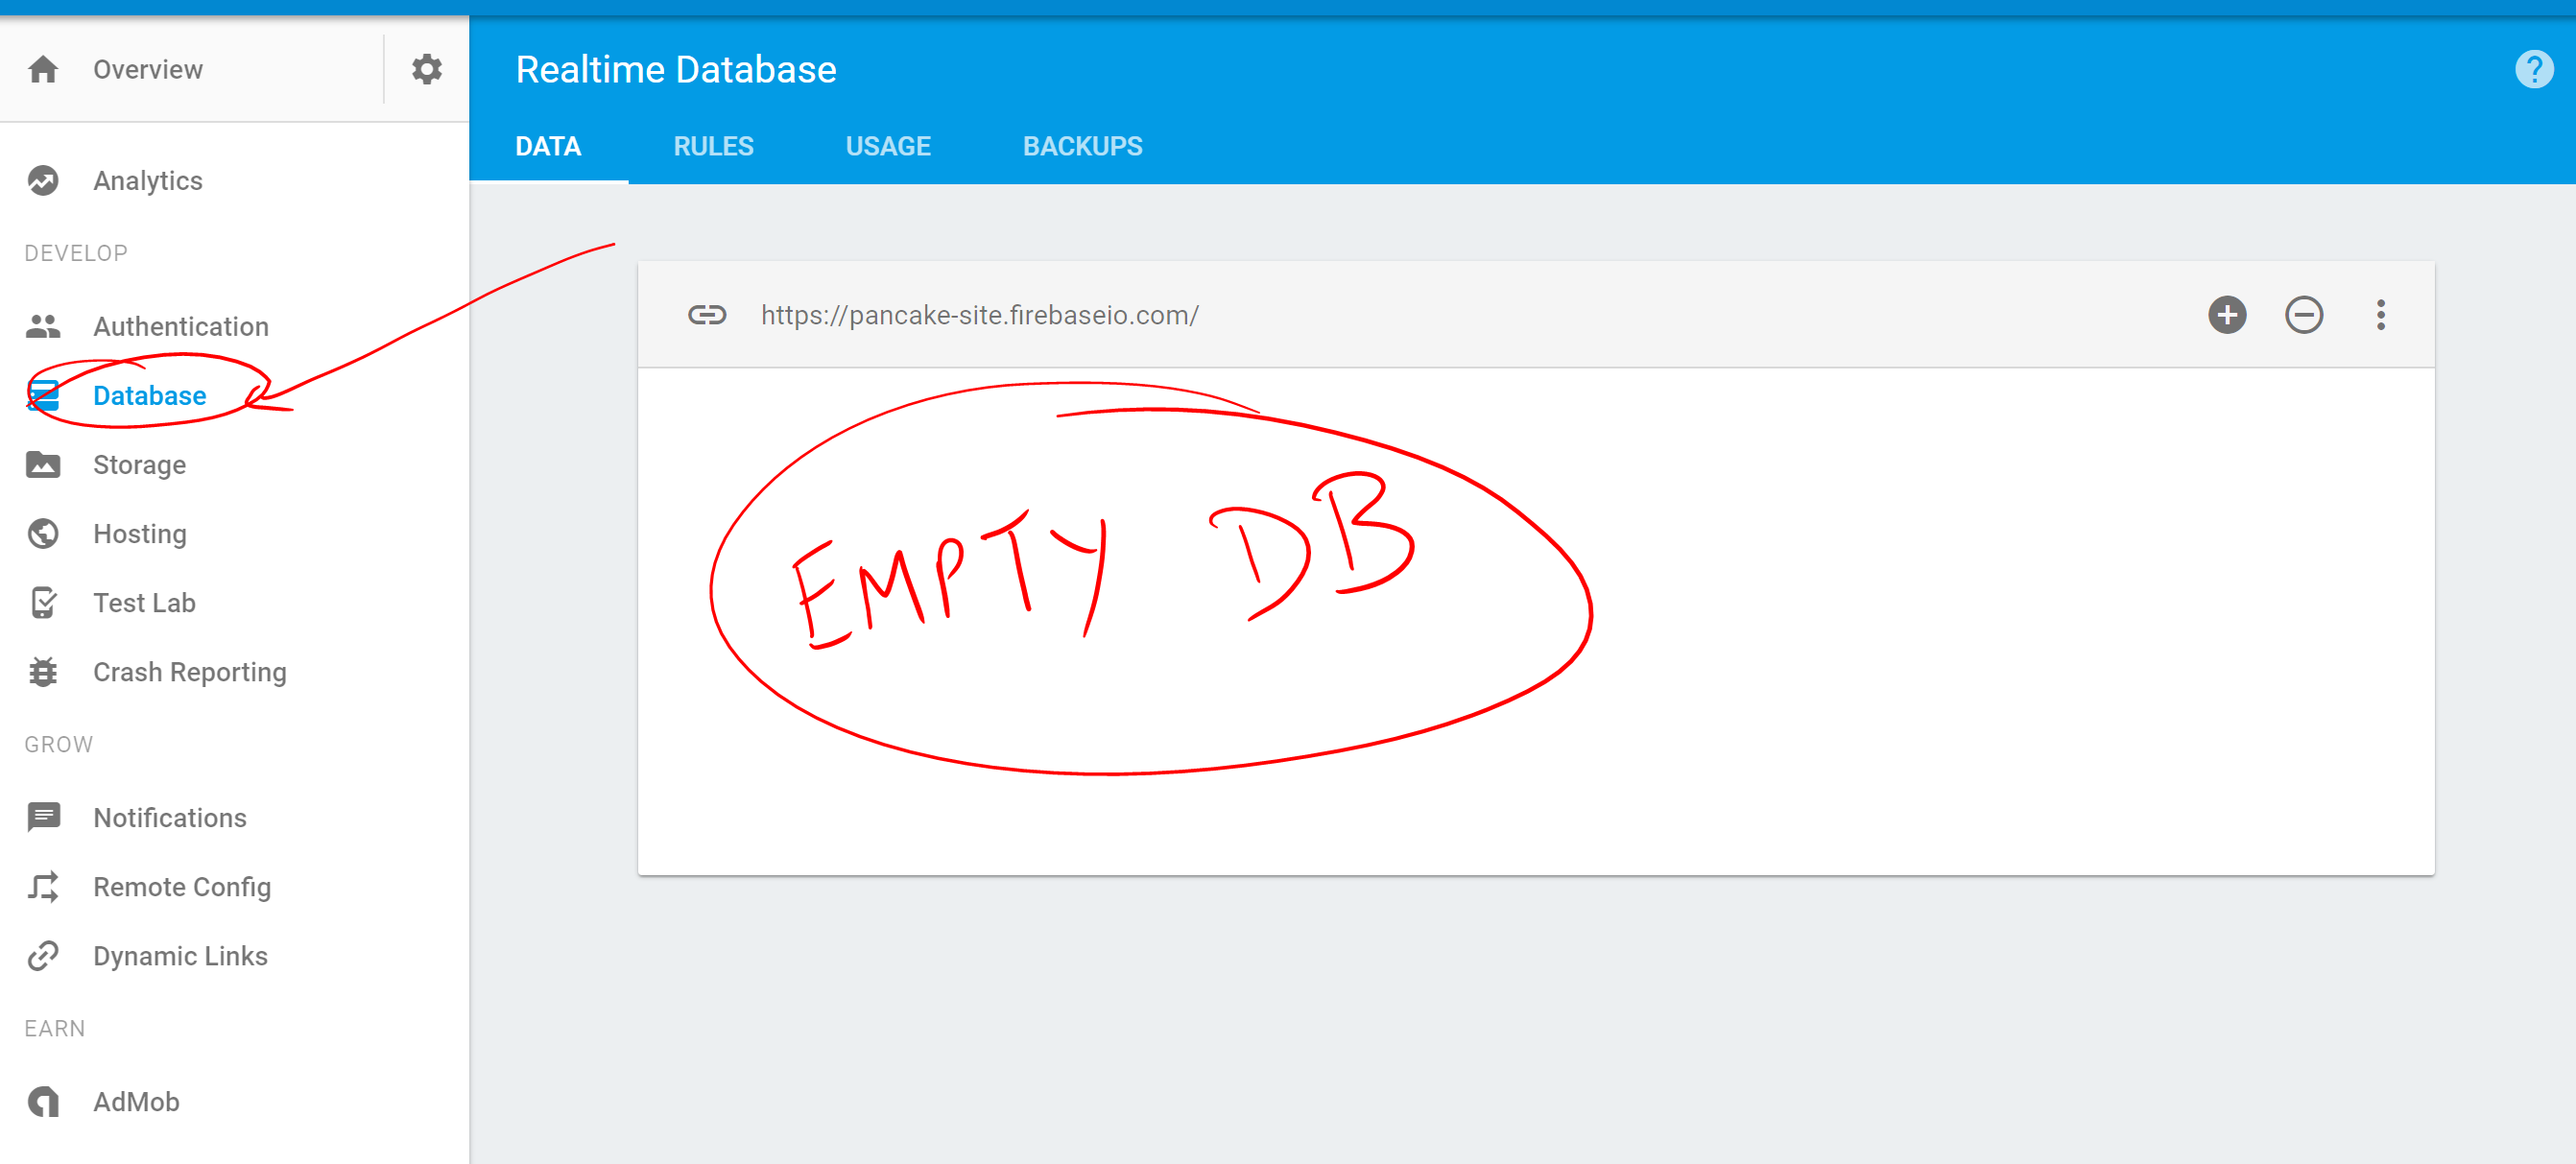 Overview
Realtime Database
?
DATA RULES USAGE BACKUPS
Analytics
DEVELOP
Authentication
Database
Storage
Hosting
Test Lab
Crash Reporting
GROW
Notifications
Remote Config
Dynamic Links
EARN
AdMob
https://pancake-site.firebaseio.com/
EMPTY DB